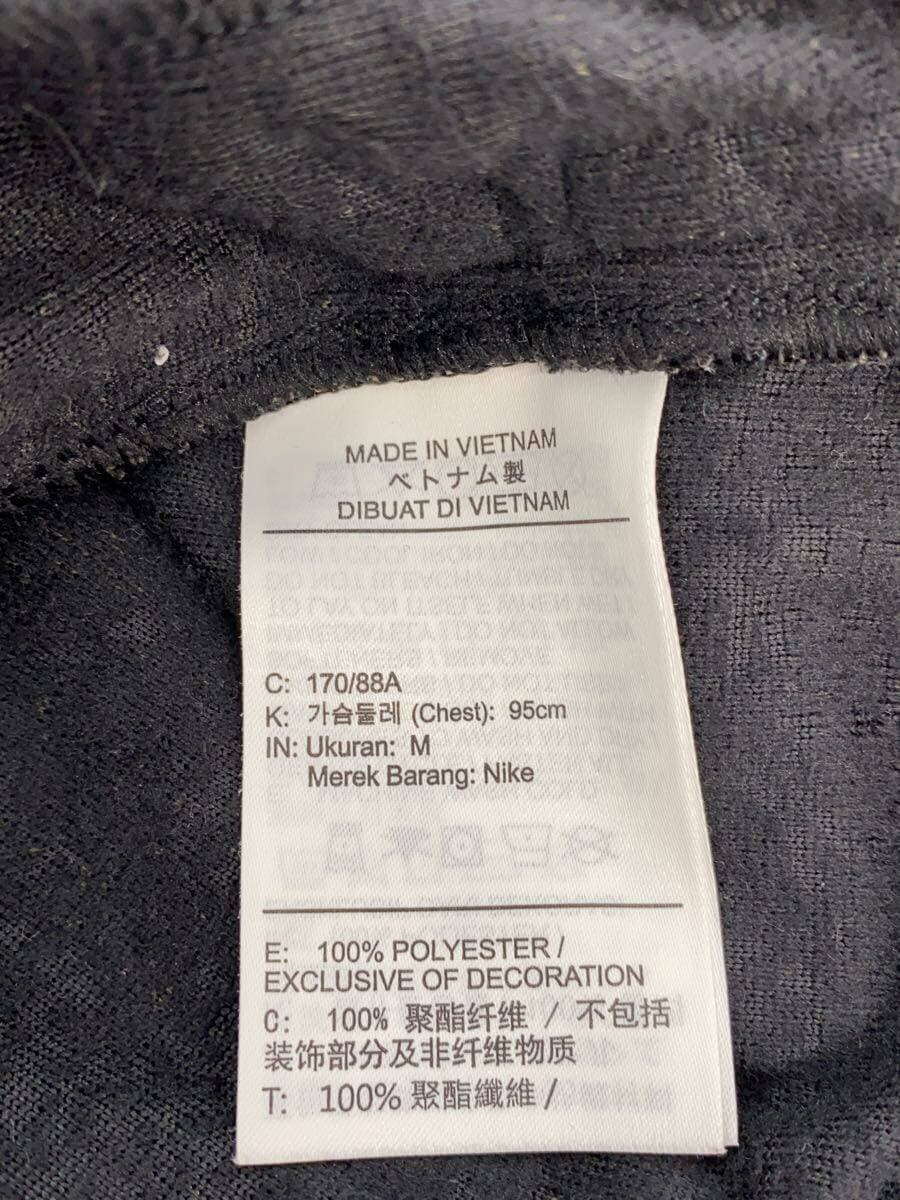 MADE IN VIETNAM
ベトナム製
DIBUAT DI VIETNAM
C: 170/88A
K: 가슴둘레 (Chest): 95cm
IN: Ukuran: M
Merek Barang: Nike
E: 100% POLYESTER /
EXCLUSIVE OF DECORATION
C: 100% 聚酯纤维 / 不包括
装饰部分及非纤维物质
T: 100% 聚酯纖維 /